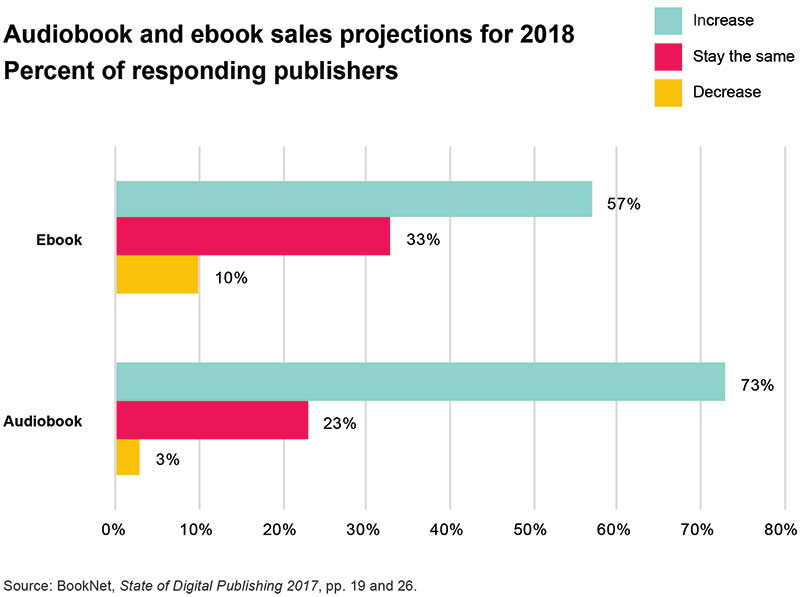 Audiobook and ebook sales projections for 2018
Percent of responding publishers
Increase
Stay the same
Decrease
Ebook
57%
33%
10%
Audiobook
73%
23%
3%
0% 10% 20% 30% 40% 50% 60% 70% 80%
Source: BookNet, State of Digital Publishing 2017, pp. 19 and 26.